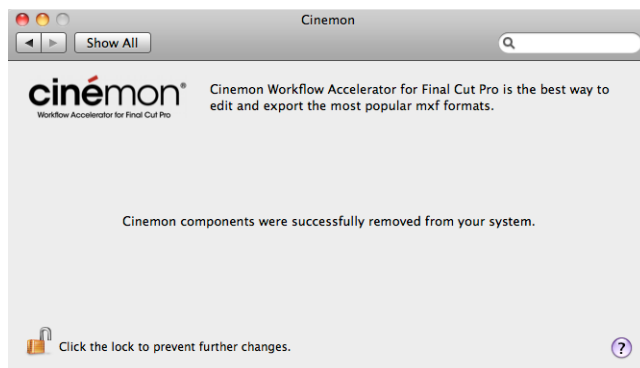 Cinemon
Show All
cinémon®
Workflow Accelerator for Final Cut Pro
Cinemon Workflow Accelerator for Final Cut Pro is the best way to
edit and export the most popular mxf formats.
Cinemon components were successfully removed from your system.
Click the lock to prevent further changes.
?